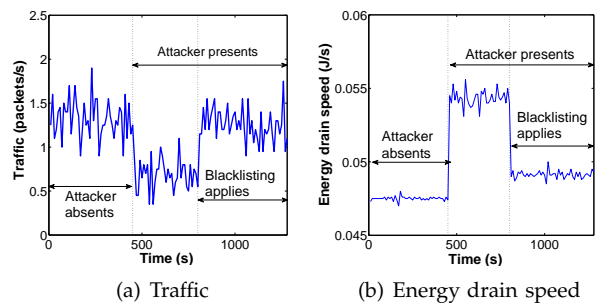 2.5
2
1.5
1
0.5
0
0
500
1000
Traffic (packets/s)
Time (s)
Attacker presents
Attacker
absents
Blacklisting
applies
(a) Traffic
0.06
0.055
0.05
0.045
0
500
1000
Energy drain speed (J/s)
Time (s)
Attacker presents
Attacker
absents
Blacklisting
applies
(b) Energy drain speed